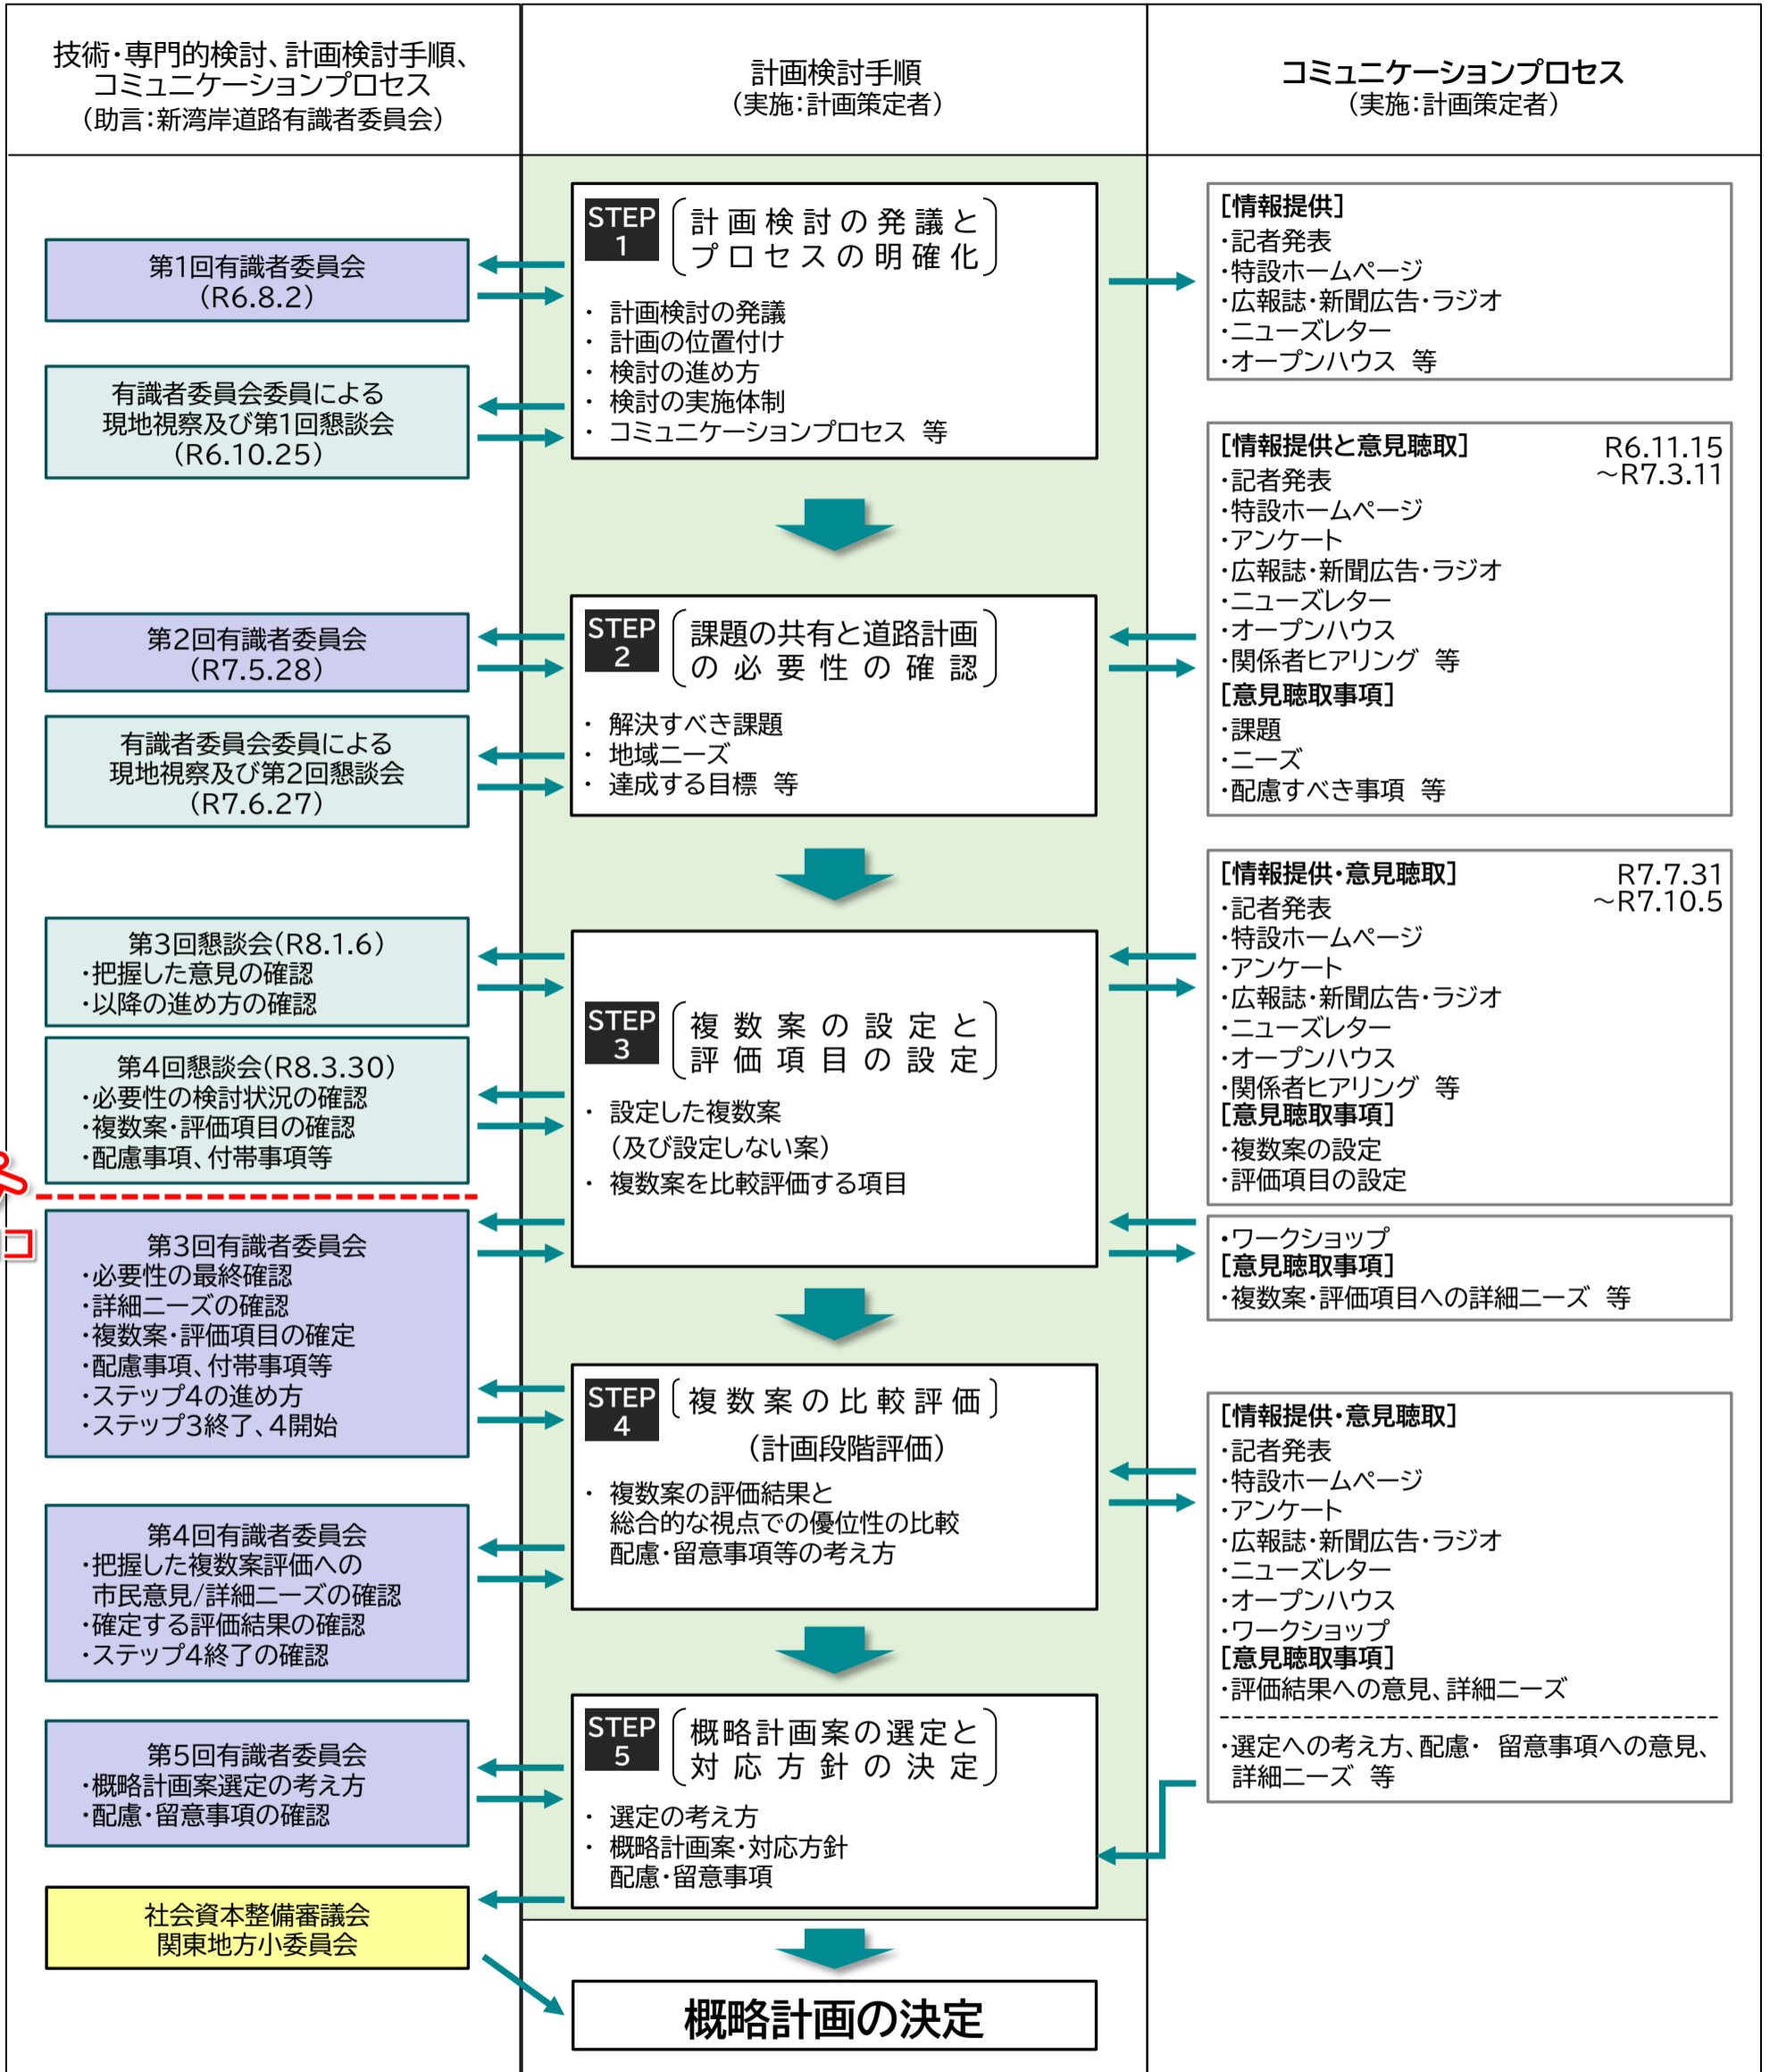 技術・専門的検討、計画検討手順、
コミュニケーションプロセス
（助言：新湾岸道路有識者委員会）
計画検討手順
（実施：計画策定者）
コミュニケーションプロセス
（実施：計画策定者）
第1回有識者委員会
（R6.8.2）
有識者委員会委員による
現地視察及び第1回懇談会
（R6.10.25）
STEP
1
計画検討の発議と
プロセスの明確化
・ 計画検討の発議
・ 計画の位置付け
・ 検討の進め方
・ 検討の実施体制
・ コミュニケーションプロセス 等
［情報提供］
・記者発表
・特設ホームページ
・広報誌・新聞広告・ラジオ
・ニューズレター
・オープンハウス 等
［情報提供と意見聴取］ R6.11.15
～R7.3.11
・記者発表
・特設ホームページ
・アンケート
・広報誌・新聞広告・ラジオ
・ニューズレター
・オープンハウス
・関係者ヒアリング 等
［意見聴取事項］
・課題
・ニーズ
・配慮すべき事項 等
第2回有識者委員会
（R7.5.28）
有識者委員会委員による
現地視察及び第2回懇談会
（R7.6.27）
STEP
2
課題の共有と道路計画
の必要性の確認
・ 解決すべき課題
・ 地域ニーズ
・ 達成する目標 等
［情報提供・意見聴取］ R7.7.31
～R7.10.5
・記者発表
・特設ホームページ
・アンケート
・広報誌・新聞広告・ラジオ
・ニューズレター
・オープンハウス
・関係者ヒアリング 等
［意見聴取事項］
・複数案の設定
・評価項目の設定
第3回懇談会（R8.1.6）
・把握した意見の確認
・以降の進め方の確認
第4回懇談会（R8.3.30）
・必要性の検討状況の確認
・複数案・評価項目の確認
・配慮事項、付帯事項等
コ
STEP
3
複数案の設定と
評価項目の設定
・ 設定した複数案
（及び設定しない案）
・ 複数案を比較評価する項目
・ワークショップ
［意見聴取事項］
・複数案・評価項目への詳細ニーズ 等
第3回有識者委員会
・必要性の最終確認
・詳細ニーズの確認
・複数案・評価項目の確定
・配慮事項、付帯事項等
・ステップ4の進め方
・ステップ3終了、4開始
STEP
4
複数案の比較評価
（計画段階評価）
・ 複数案の評価結果と
総合的な視点での優位性の比較
配慮・留意事項等の考え方
［情報提供・意見聴取］
・記者発表
・特設ホームページ
・アンケート
・広報誌・新聞広告・ラジオ
・ニューズレター
・オープンハウス
・ワークショップ
［意見聴取事項］
・評価結果への意見、詳細ニーズ
・選定への考え方、配慮・ 留意事項への意見、
詳細ニーズ 等
第4回有識者委員会
・把握した複数案評価への
市民意見/詳細ニーズの確認
・確定する評価結果の確認
・ステップ4終了の確認
第5回有識者委員会
・概略計画案選定の考え方
・配慮・留意事項の確認
STEP
5
概略計画案の選定と
対応方針の決定
・ 選定の考え方
・ 概略計画案・対応方針
配慮・留意事項
社会資本整備審議会
関東地方小委員会
概略計画の決定